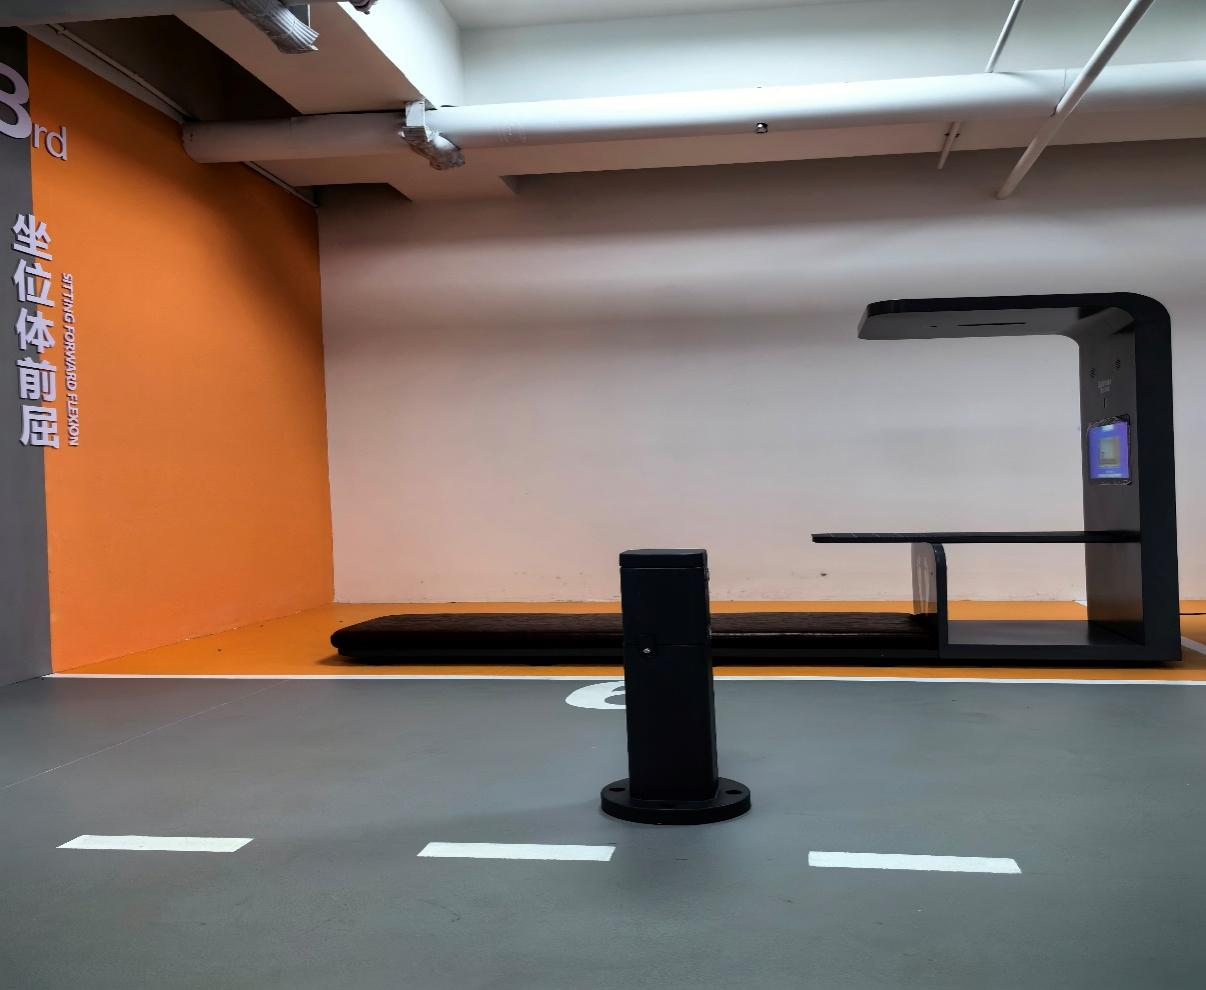 3rd
坐位体前屈
SITTING FORWARD FLEXION